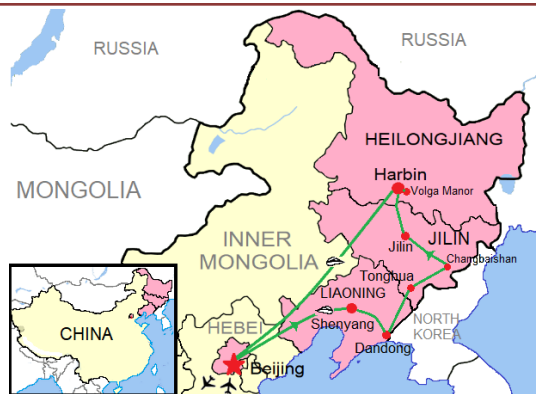 RUSSIA
RUSSIA
HEILONGJIANG
Harbin
Volga Manor
MONGOLIA
INNER
MONGOLIA
Jilin
JILIN
Changbaishan
Tonghua
LIAONING
HEBEI
Shenyang
NORTH
KOREA
Dandong
CHINA
Beijing